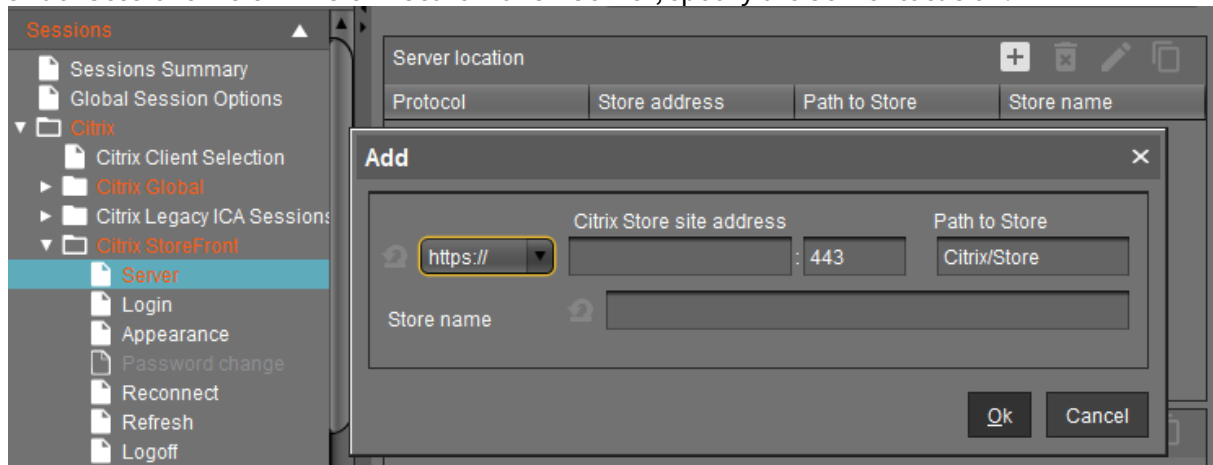 Sessions
Sessions Summary
Global Session Options
Citrix
Citrix Client Selection
Citrix Global
Citrix Legacy ICA Sessions
Citrix StoreFront
Server
Login
Appearance
Password change
Reconnect
Refresh
Logoff
Server location
Protocol Store address Path to Store Store name
Add
Citrix Store site address Path to Store
https:// : 443 Citrix/Store
Store name
Ok Cancel